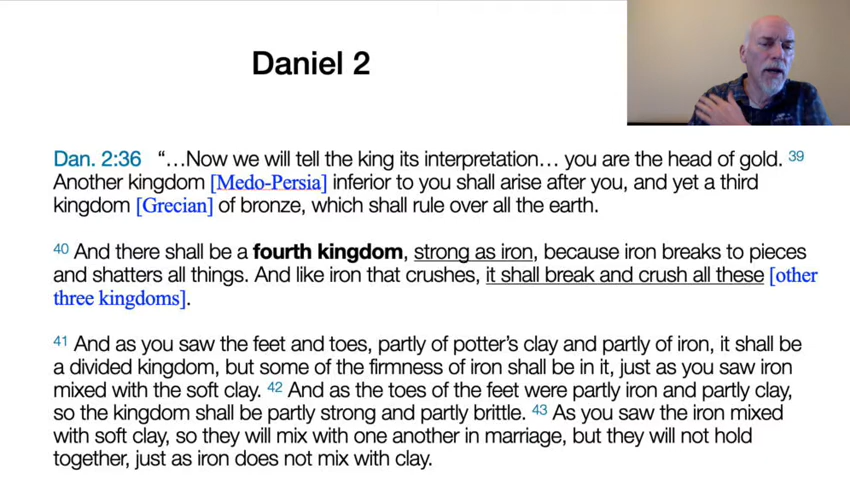 Daniel 2
Dan. 2:36 “…Now we will tell the king its interpretation… you are the head of gold. 39
Another kingdom [Medo-Persia] inferior to you shall arise after you, and yet a third
kingdom [Grecian] of bronze, which shall rule over all the earth.
40 And there shall be a fourth kingdom, strong as iron, because iron breaks to pieces
and shatters all things. And like iron that crushes, it shall break and crush all these [other
three kingdoms].
41 And as you saw the feet and toes, partly of potter’s clay and partly of iron, it shall be
a divided kingdom, but some of the firmness of iron shall be in it, just as you saw iron
mixed with the soft clay. 42 And as the toes of the feet were partly iron and partly clay,
so the kingdom shall be partly strong and partly brittle. 43 As you saw the iron mixed
with soft clay, so they will mix with one another in marriage, but they will not hold
together, just as iron does not mix with clay.